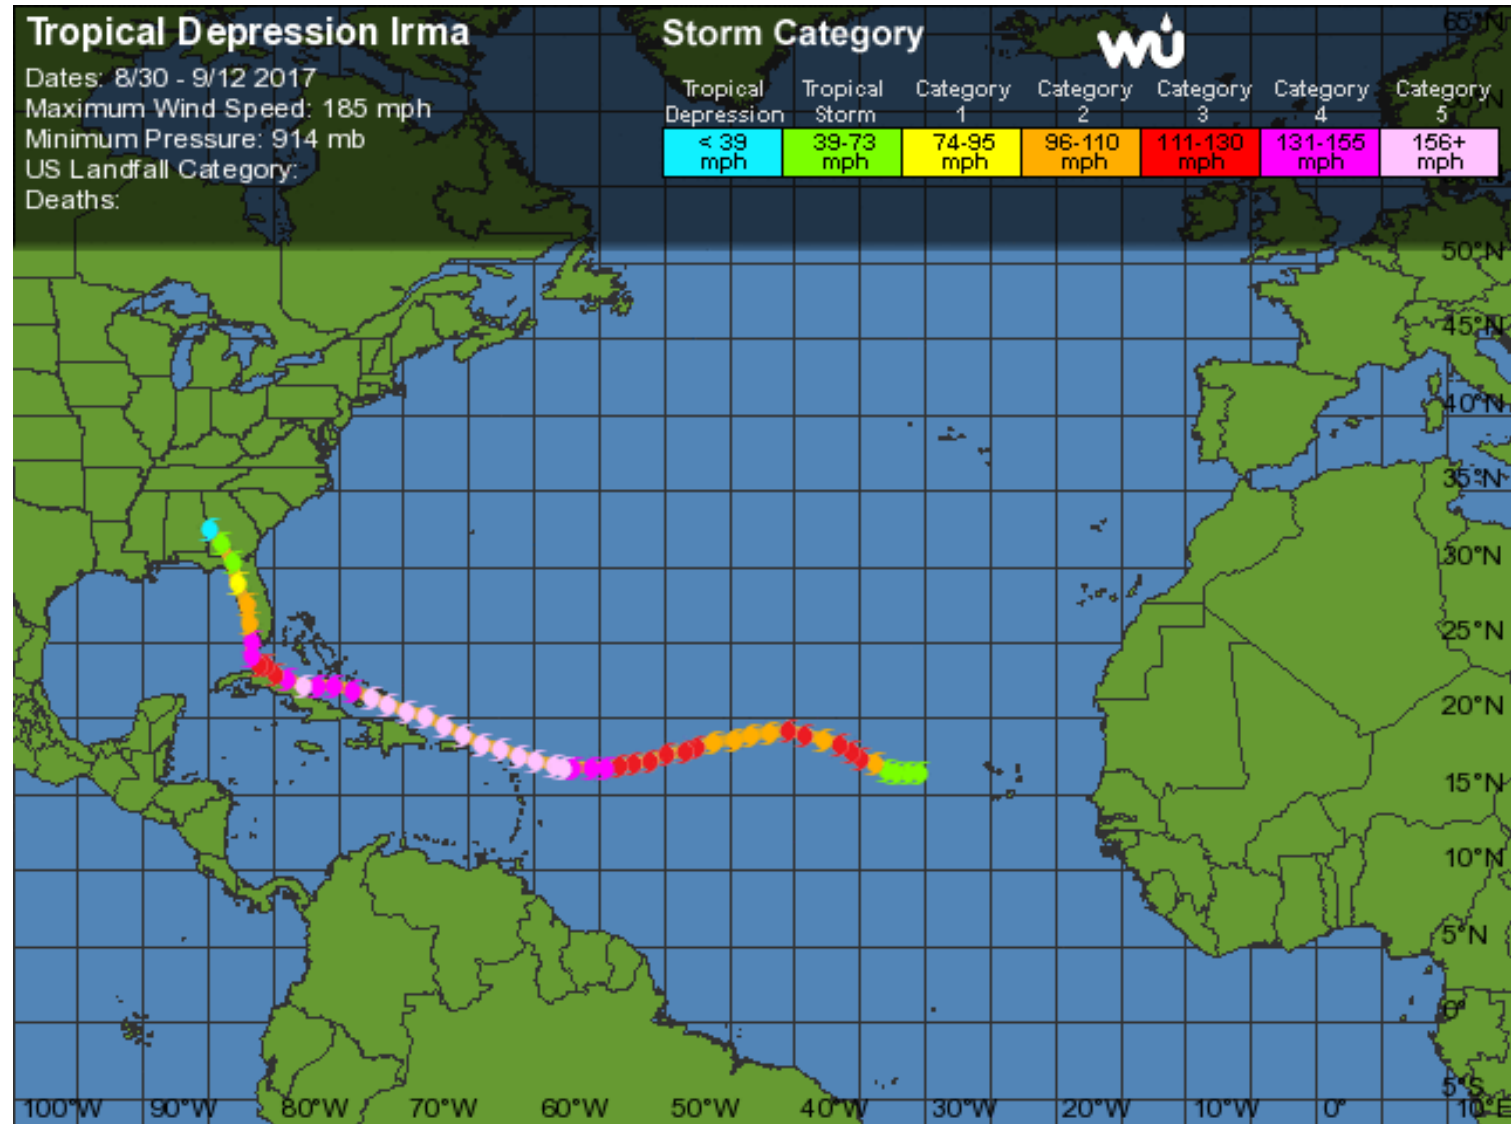 Tropical Depression Irma
Dates: 8/30 - 9/12 2017
Maximum Wind Speed: 185 mph
Minimum Pressure: 914 mb
US Landfall Category:
Deaths:
Storm Category
wu
Tropical Depression
< 39 mph
Tropical Storm
39-73 mph
Category 1
74-95 mph
Category 2
96-110 mph
Category 3
111-130 mph
Category 4
131-155 mph
Category 5
156+ mph
65°N
50°N
45°N
40°N
35°N
30°N
25°N
20°N
15°N
10°N
5°N
0°
5°S
100°W 90°W 80°W 70°W 60°W 50°W 40°W 30°W 20°W 10°W 0° 10°E